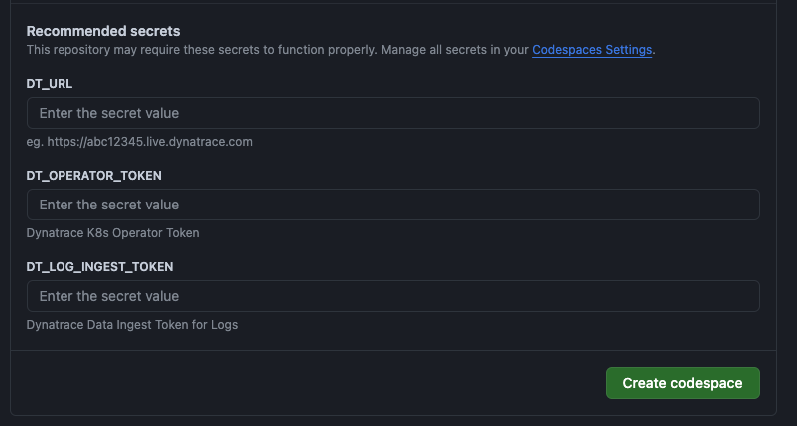 Recommended secrets
This repository may require these secrets to function properly. Manage all secrets in your Codespaces Settings.
DT_URL
Enter the secret value
eg. https://abc12345.live.dynatrace.com
DT_OPERATOR_TOKEN
Enter the secret value
Dynatrace K8s Operator Token
DT_LOG_INGEST_TOKEN
Enter the secret value
Dynatrace Data Ingest Token for Logs
Create codespace